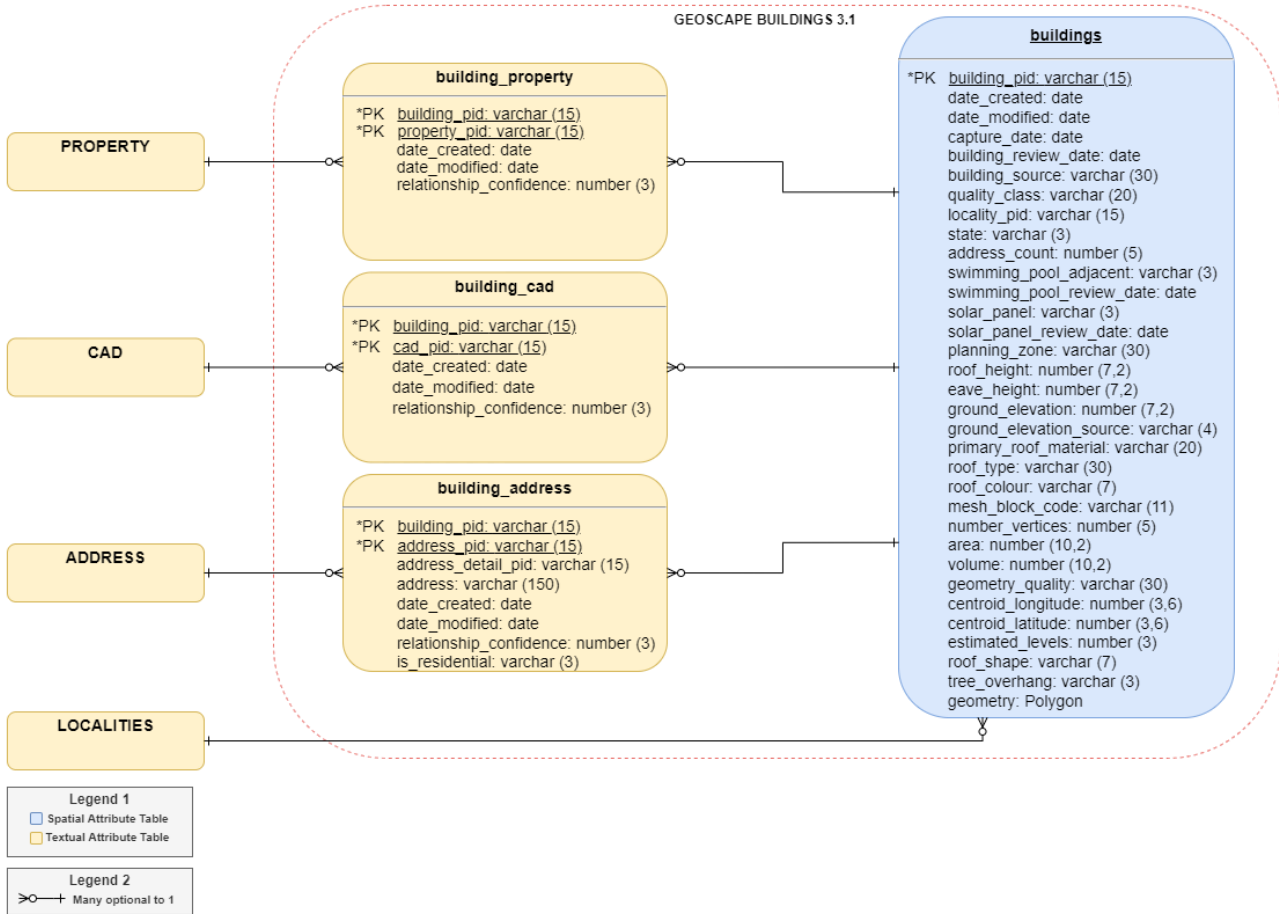 GEOSCAPE BUILDINGS 3.1
PROPERTY
CAD
ADDRESS
LOCALITIES
building_property
*PK building_pid: varchar (15)
*PK property_pid: varchar (15)
date_created: date
date_modified: date
relationship_confidence: number (3)
building_cad
*PK building_pid: varchar (15)
*PK cad_pid: varchar (15)
date_created: date
date_modified: date
relationship_confidence: number (3)
building_address
*PK building_pid: varchar (15)
*PK address_pid: varchar (15)
address_detail_pid: varchar (15)
address: varchar (150)
date_created: date
date_modified: date
relationship_confidence: number (3)
is_residential: varchar (3)
buildings
*PK building_pid: varchar (15)
date_created: date
date_modified: date
capture_date: date
building_review_date: date
building_source: varchar (30)
quality_class: varchar (20)
locality_pid: varchar (15)
state: varchar (3)
address_count: number (5)
swimming_pool_adjacent: varchar (3)
swimming_pool_review_date: date
solar_panel: varchar (3)
solar_panel_review_date: date
planning_zone: varchar (30)
roof_height: number (7,2)
eave_height: number (7,2)
ground_elevation: number (7,2)
ground_elevation_source: varchar (4)
primary_roof_material: varchar (20)
roof_type: varchar (30)
roof_colour: varchar (7)
mesh_block_code: varchar (11)
number_vertices: number (5)
area: number (10,2)
volume: number (10,2)
geometry_quality: varchar (30)
centroid_longitude: number (3,6)
centroid_latitude: number (3,6)
estimated_levels: number (3)
roof_shape: varchar (7)
tree_overhang: varchar (3)
geometry: Polygon
Legend 1
Spatial Attribute Table
Textual Attribute Table
Legend 2
Many optional to 1